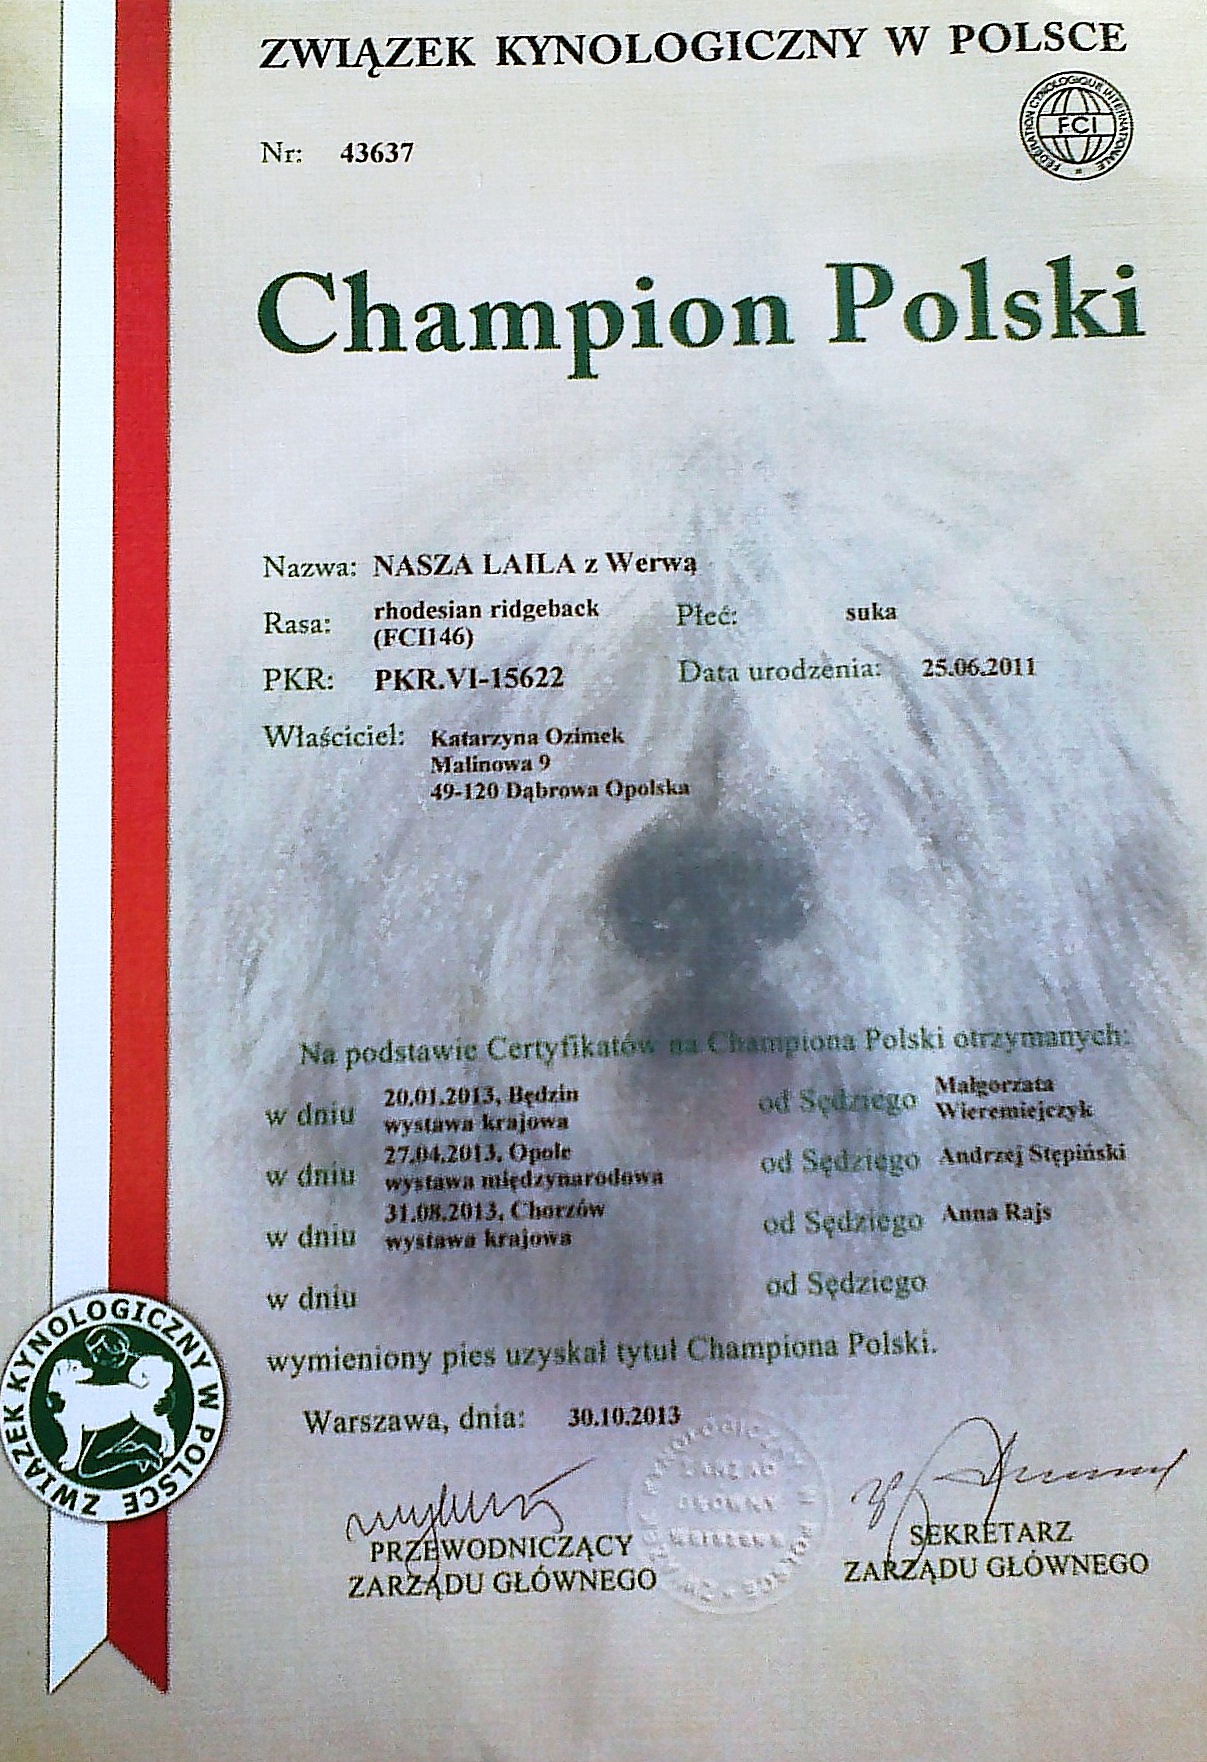 ZWIĄZEK KYNOLOGICZNY W POLSCE
FEDERATION CYNOLOGIQUE INTERNATIONALE
FCI
Nr: 43637
Champion Polski
Nazwa: NASZA LAILA z Werwą
Rasa: rhodesian ridgeback (FCI146) Płeć: suka
PKR: PKR.VI-15622 Data urodzenia: 25.06.2011
Właściciel: Katarzyna Ozimek
Malinowa 9
49-120 Dąbrowa Opolska
Na podstawie Certyfikatów na Championa Polski otrzymanych:
w dniu 20.01.2013, Będzin wystawa krajowa od Sędziego Małgorzata Wieremiejczyk
w dniu 27.04.2013, Opole wystawa międzynarodowa od Sędziego Andrzej Stępiński
w dniu 31.08.2013, Chorzów wystawa krajowa od Sędziego Anna Rajs
w dniu od Sędziego
wymieniony pies uzyskał tytuł Championa Polski.
Warszawa, dnia: 30.10.2013
PRZEWODNICZĄCY
ZARZĄDU GŁÓWNEGO
SEKRETARZ
ZARZĄDU GŁÓWNEGO
ZWIĄZEK KYNOLOGICZNY W POLSCE